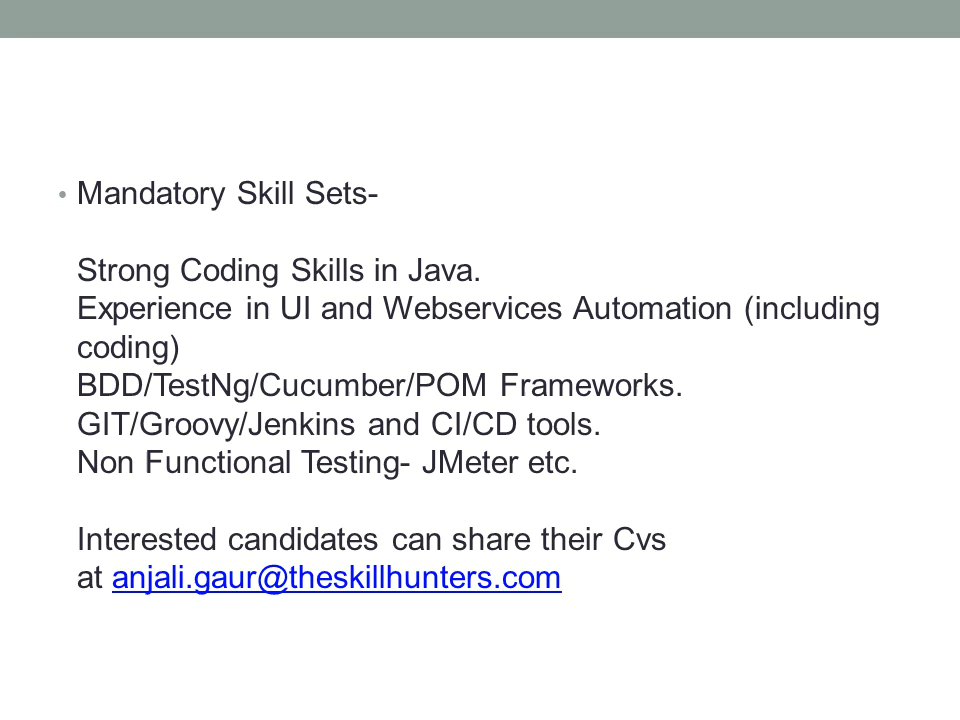 • Mandatory Skill Sets-
Strong Coding Skills in Java.
Experience in UI and Webservices Automation (including
coding)
BDD/TestNg/Cucumber/POM Frameworks.
GIT/Groovy/Jenkins and CI/CD tools.
Non Functional Testing- JMeter etc.
Interested candidates can share their Cvs
at anjali.gaur@theskillhunters.com